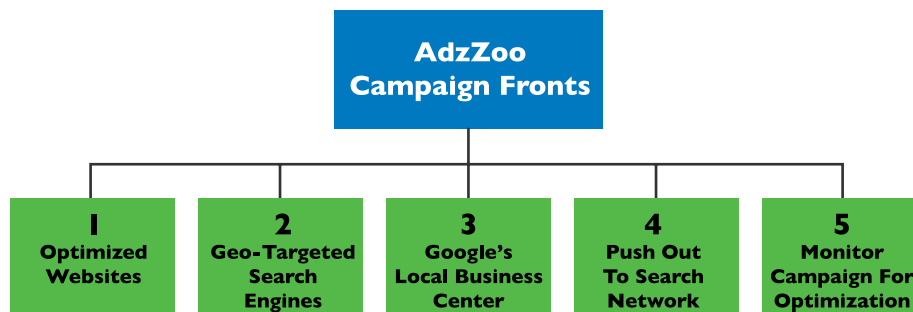 AdzZoo
Campaign Fronts
1
Optimized
Websites
2
Geo-Targeted
Search
Engines
3
Google's
Local Business
Center
4
Push Out
To Search
Network
5
Monitor
Campaign For
Optimization